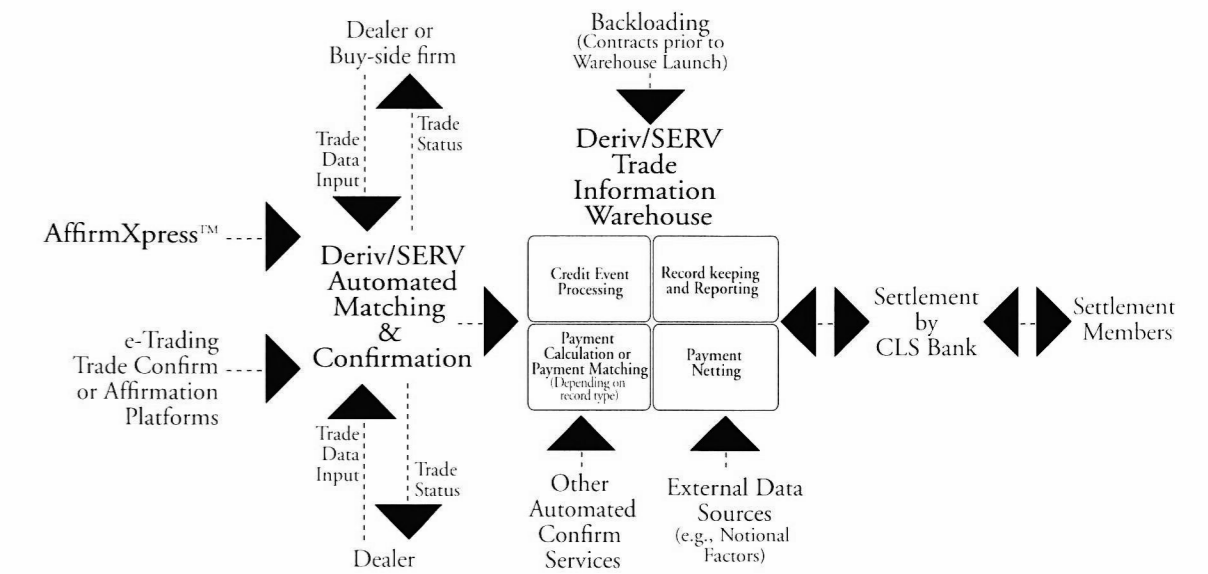 Dealer or
Buy-side firm
Trade
Data
Input
Trade
Status
Backloading
(Contracts prior to
Warehouse Launch)
Deriv/SERV
Trade
Information
Warehouse
AffirmXpress™
Deriv/SERV
Automated
Matching
&
Confirmation
e-Trading
Trade Confirm
or Affirmation
Platforms
Credit Event
Processing
Record keeping
and Reporting
Payment
Calculation or
Payment Matching
(Depending on
record type)
Payment
Netting
Settlement
by
CLS Bank
Settlement
Members
Trade
Data
Input
Trade
Status
Dealer
Other
Automated
Confirm
Services
External Data
Sources
(e.g., Notional
Factors)